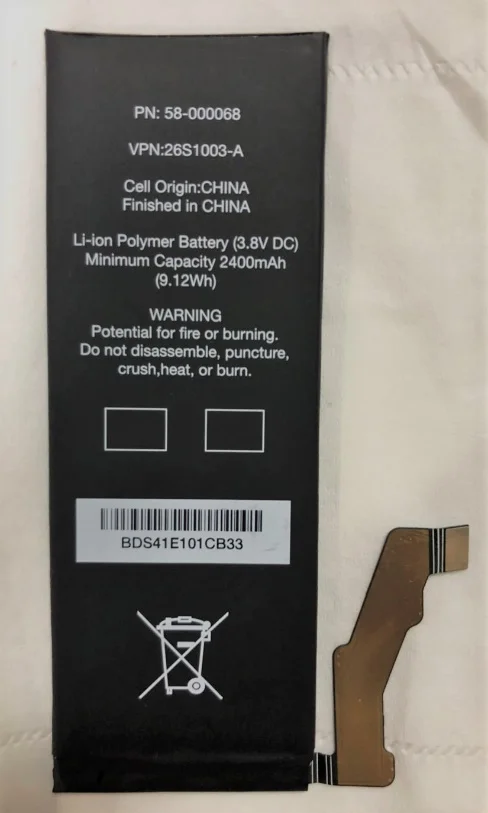 PN: 58-000068
VPN:26S1003-A
Cell Origin:CHINA
Finished in CHINA
Li-ion Polymer Battery (3.8V DC)
Minimum Capacity 2400mAh
(9.12Wh)
WARNING
Potential for fire or burning.
Do not disassemble, puncture,
crush,heat, or burn.
BDS41E101CB33